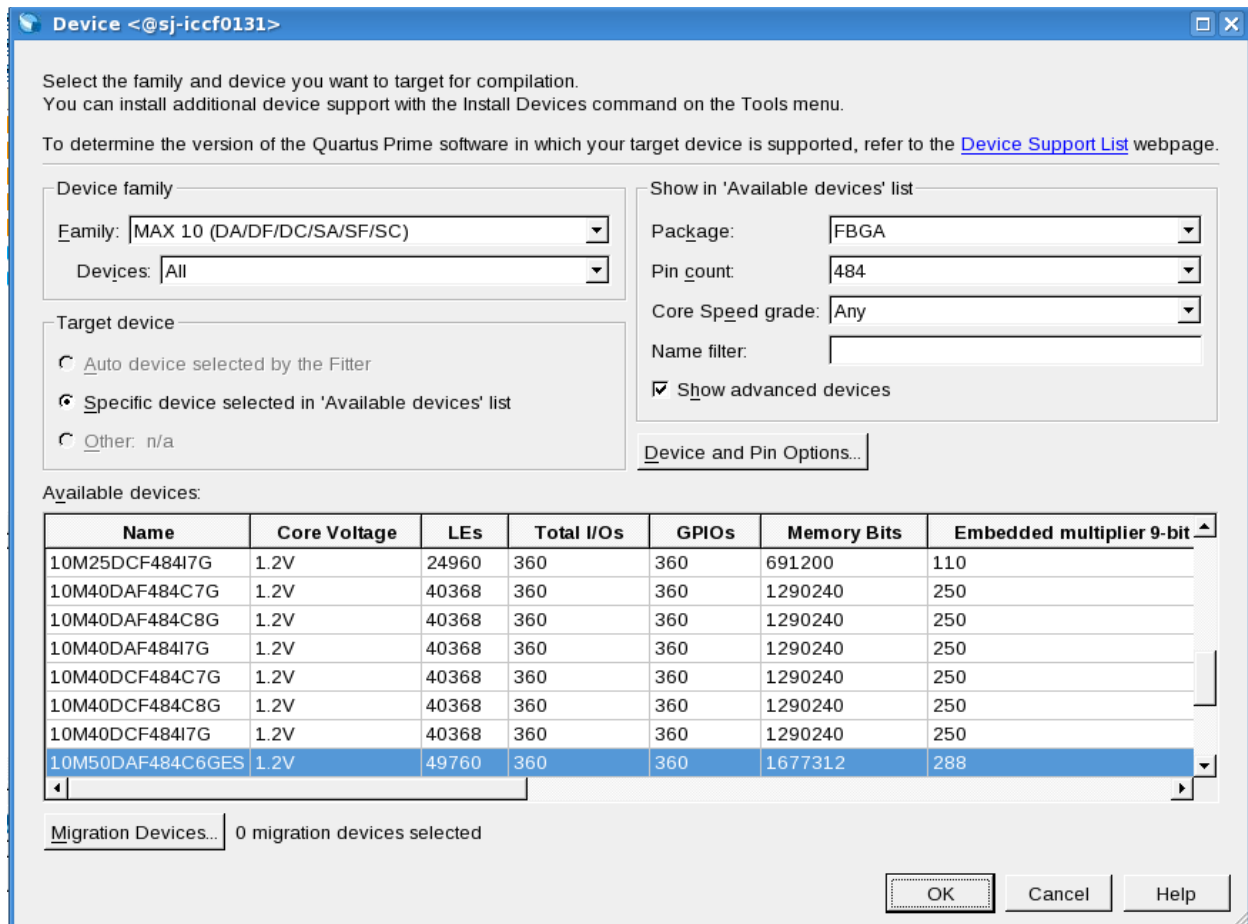 Device <@sj-iccf0131>
Select the family and device you want to target for compilation.
You can install additional device support with the Install Devices command on the Tools menu.
To determine the version of the Quartus Prime software in which your target device is supported, refer to the Device Support List webpage.
Device family
Family: MAX 10 (DA/DF/DC/SA/SF/SC)
Devices: All
Target device
Auto device selected by the Fitter
Specific device selected in 'Available devices' list
Other: n/a
Show in 'Available devices' list
Package: FBGA
Pin count: 484
Core Speed grade: Any
Name filter:
Show advanced devices
Device and Pin Options...
Available devices:
Name Core Voltage LEs Total I/Os GPIOs Memory Bits Embedded multiplier 9-bit
10M25DCF484I7G 1.2V 24960 360 360 691200 110
10M40DAF484C7G 1.2V 40368 360 360 1290240 250
10M40DAF484C8G 1.2V 40368 360 360 1290240 250
10M40DAF484I7G 1.2V 40368 360 360 1290240 250
10M40DCF484C7G 1.2V 40368 360 360 1290240 250
10M40DCF484C8G 1.2V 40368 360 360 1290240 250
10M40DCF484I7G 1.2V 40368 360 360 1290240 250
10M50DAF484C6GES 1.2V 49760 360 360 1677312 288
Migration Devices... 0 migration devices selected
OK Cancel Help